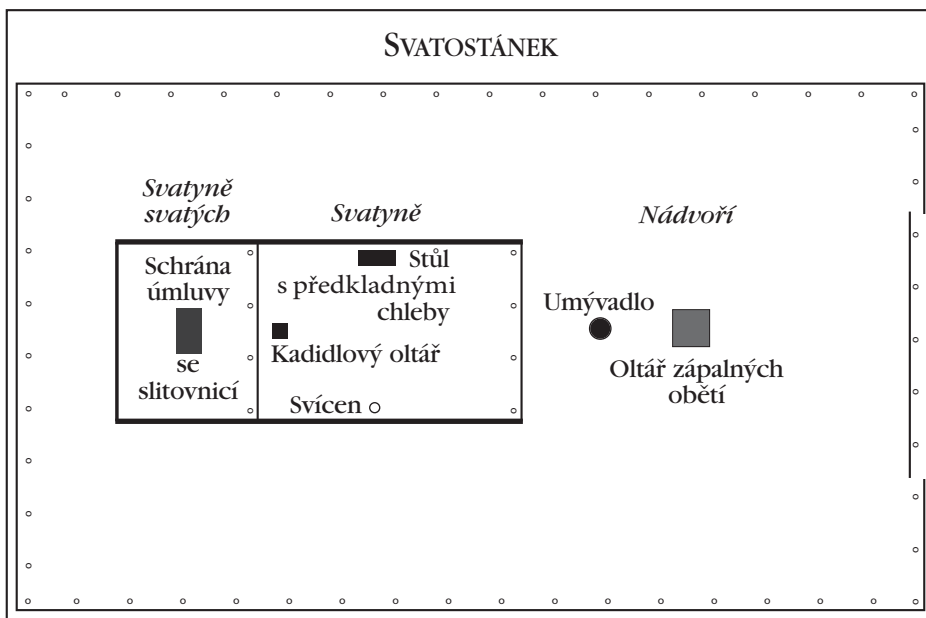 SVATOSTÁNEK
Svatyně
svatých
Svatyně
Nádvoří
Schrána
úmluvy
se
slitovnicí
Stůl
s předkladnými
chleby
Kadidlový oltář
Svícen
Umývadlo
Oltář zápalných
obětí